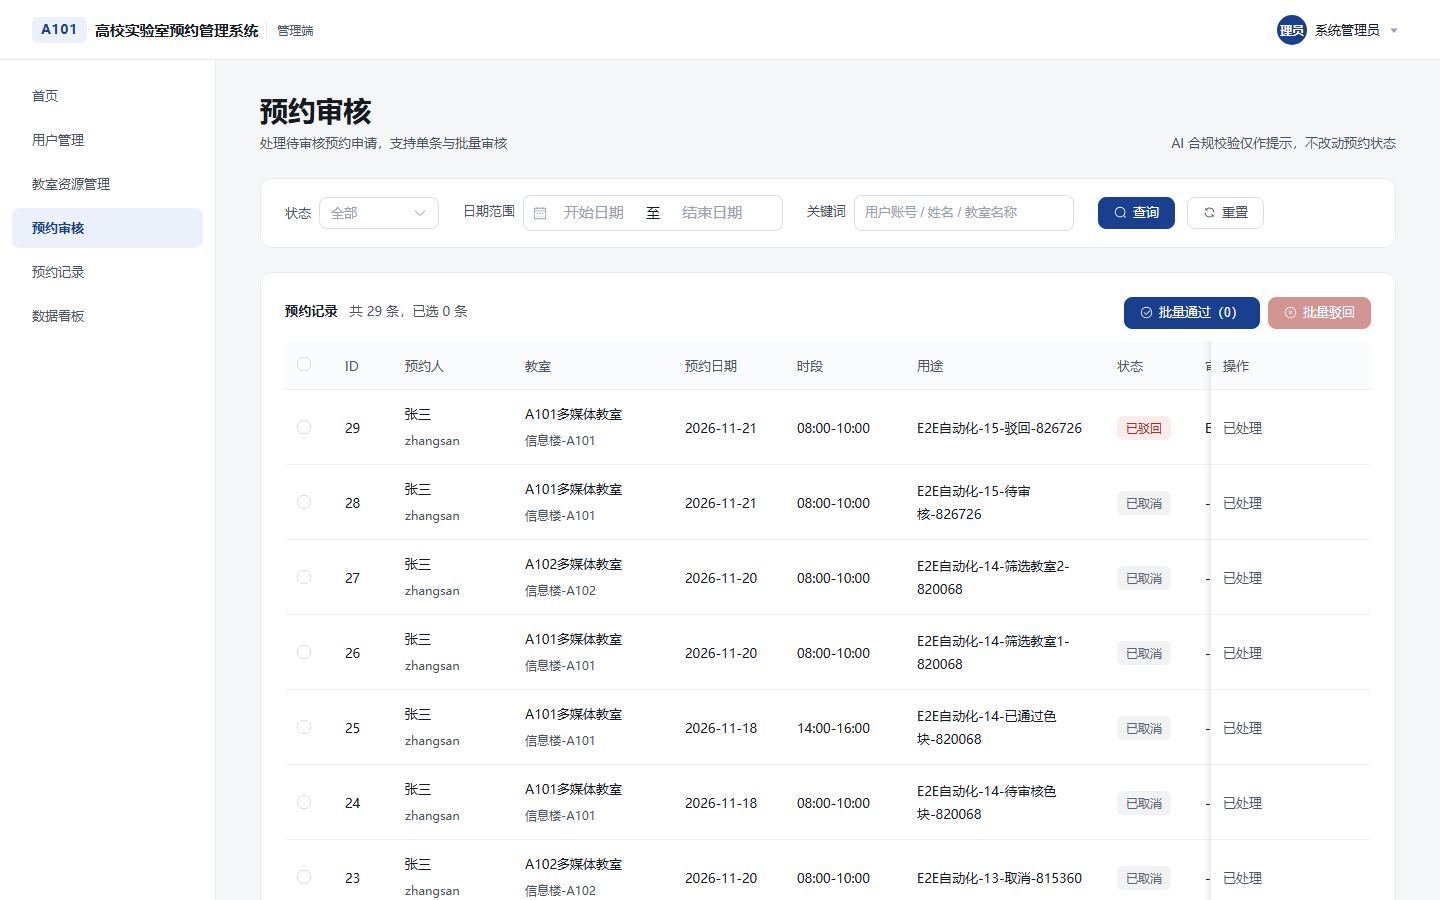 A101 高校实验室预约管理系统 管理端
理员 系统管理员
首页
用户管理
教室资源管理
预约审核
预约记录
数据看板
预约审核
处理待审核预约申请，支持单条与批量审核
AI 合规校验仅作提示，不改动预约状态
状态 全部 日期范围 开始日期 至 结束日期 关键词 用户账号 / 姓名 / 教室名称 查询 重置
预约记录 共 29 条，已选 0 条 批量通过（0） 批量驳回
ID 预约人 教室 预约日期 时段 用途 状态 操作
29 张三 zhangsan A101多媒体教室 信息楼-A101 2026-11-21 08:00-10:00 E2E自动化-15-驳回-826726 已驳回 E 已处理
28 张三 zhangsan A101多媒体教室 信息楼-A101 2026-11-21 08:00-10:00 E2E自动化-15-待审核-826726 已取消 - 已处理
27 张三 zhangsan A102多媒体教室 信息楼-A102 2026-11-20 08:00-10:00 E2E自动化-14-筛选教室2-820068 已取消 - 已处理
26 张三 zhangsan A101多媒体教室 信息楼-A101 2026-11-20 08:00-10:00 E2E自动化-14-筛选教室1-820068 已取消 - 已处理
25 张三 zhangsan A101多媒体教室 信息楼-A101 2026-11-18 14:00-16:00 E2E自动化-14-已通过色块-820068 已取消 - 已处理
24 张三 zhangsan A101多媒体教室 信息楼-A101 2026-11-18 08:00-10:00 E2E自动化-14-待审核色块-820068 已取消 - 已处理
23 张三 zhangsan A102多媒体教室 信息楼-A102 2026-11-20 08:00-10:00 E2E自动化-13-取消-815360 已取消 - 已处理